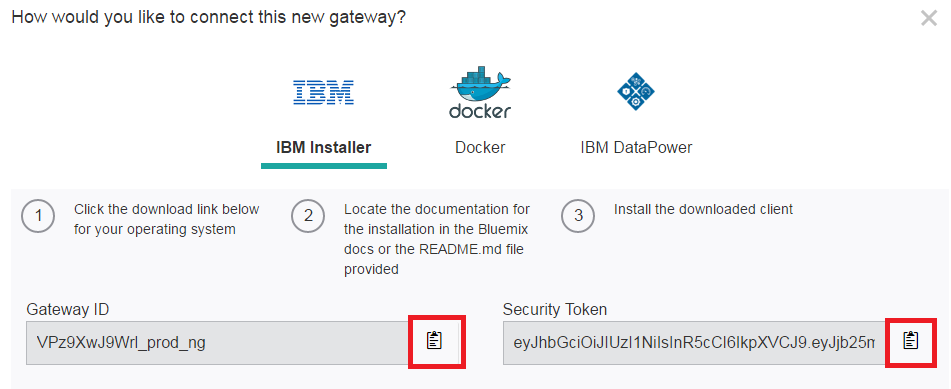 How would you like to connect this new gateway?
IBM
docker
IBM Installer
Docker
IBM DataPower
1
Click the download link below
for your operating system
2
Locate the documentation for
the installation in the Bluemix
docs or the README.md file
provided
3
Install the downloaded client
Gateway ID
VPz9XwJ9WrI_prod_ng
Security Token
eyJhbGciOiJIUzI1NiIsInR5cCI6IkpXVCJ9.eyJjb25m